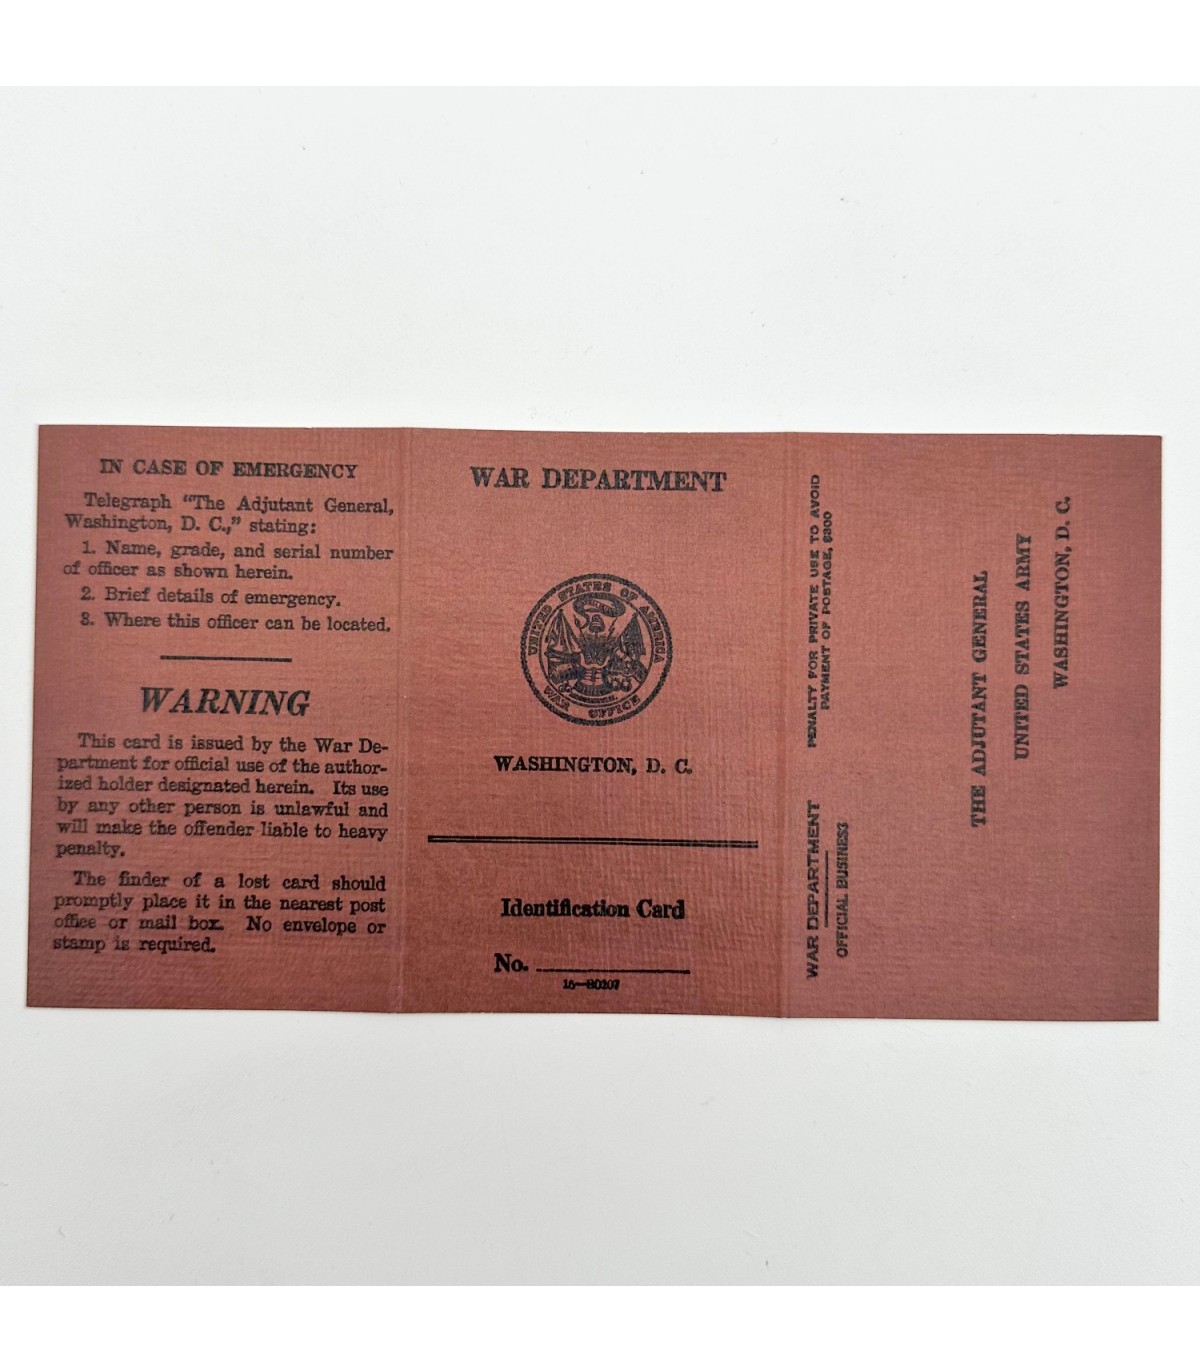 IN CASE OF EMERGENCY
Telegraph "The Adjutant General,
Washington, D. C.," stating:
1. Name, grade, and serial number
of officer as shown herein.
2. Brief details of emergency.
3. Where this officer can be located.
WARNING
This card is issued by the War De-
partment for official use of the author-
ized holder designated herein. Its use
by any other person is unlawful and
will make the offender liable to heavy
penalty.
The finder of a lost card should
promptly place it in the nearest post
office or mail box. No envelope or
stamp is required.
WAR DEPARTMENT
UNITED STATES OF AMERICA
WAR OFFICE
WASHINGTON, D. C.
Identification Card
No.
16—80207
WAR DEPARTMENT
OFFICIAL BUSINESS
PENALTY FOR PRIVATE USE TO AVOID
PAYMENT OF POSTAGE, $300
THE ADJUTANT GENERAL
UNITED STATES ARMY
WASHINGTON, D. C.